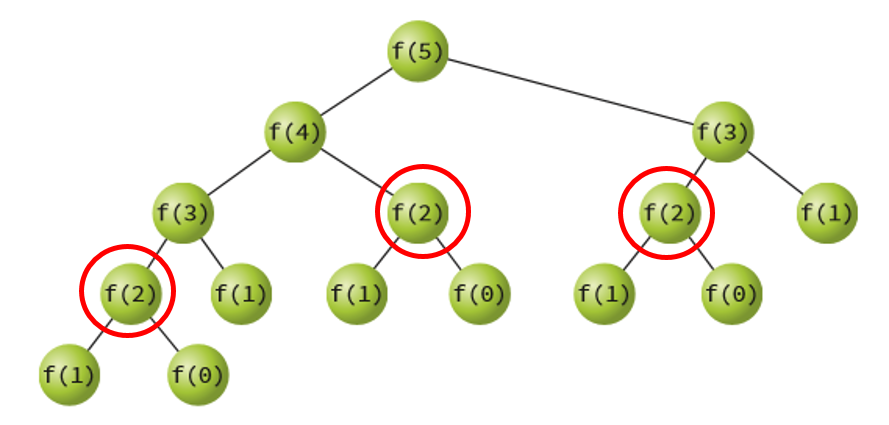 f(5)
f(4) f(3)
f(3) f(2) f(2) f(1)
f(2) f(1) f(1) f(0) f(1) f(0)
f(1) f(0)